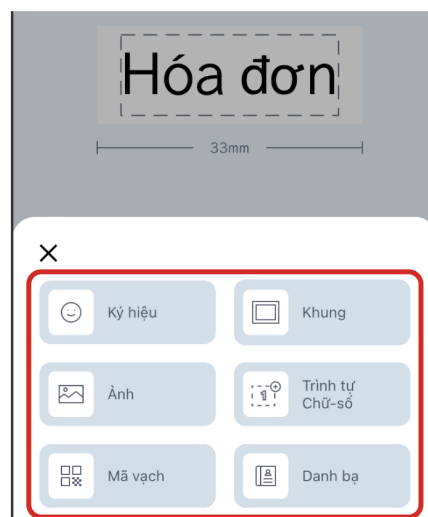 Hóa đơn
33mm
Ký hiệu
Khung
Ảnh
Trình tự
Chữ-số
Mã vạch
Danh bạ